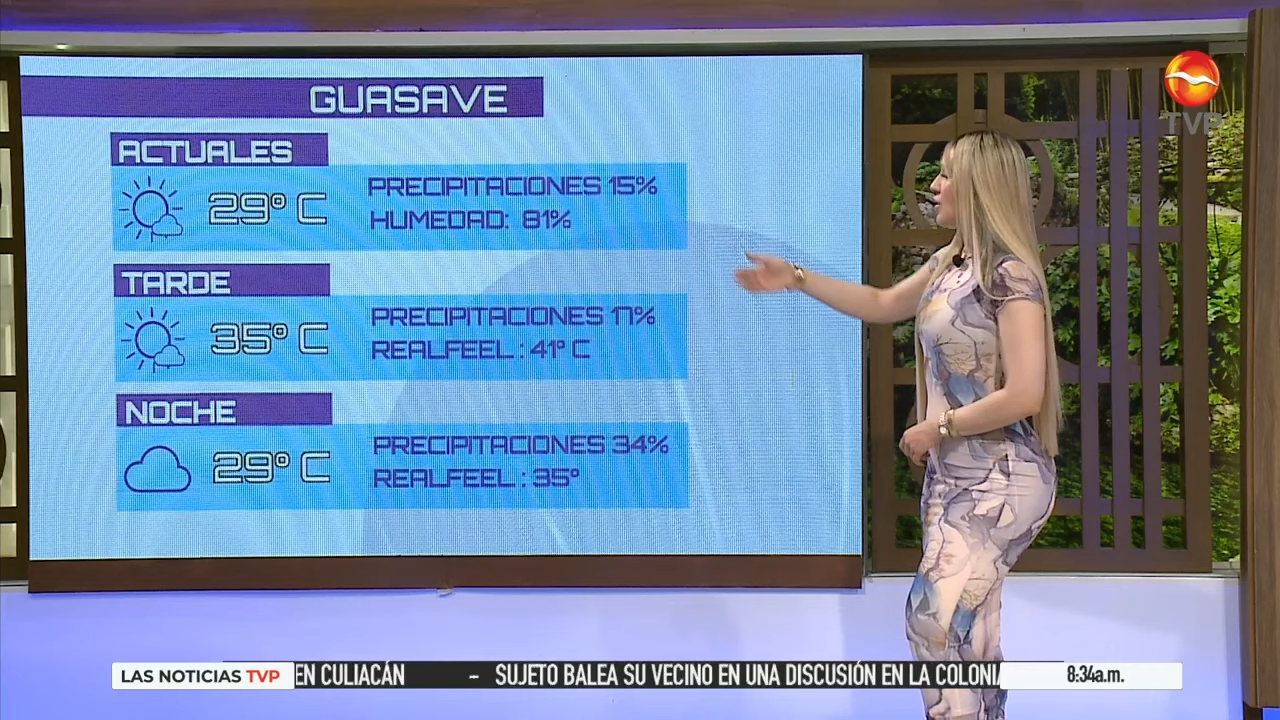 GUASAVE
ACTUALES
29° C
PRECIPITACIONES 15%
HUMEDAD: 81%
TARDE
35° C
PRECIPITACIONES 17%
REALFEEL : 41° C
NOCHE
29° C
PRECIPITACIONES 34%
REALFEEL : 35°
TVP
LAS NOTICIAS TVP
EN CULIACÁN - SUJETO BALEA SU VECINO EN UNA DISCUSIÓN EN LA COLONIA
8:34a.m.